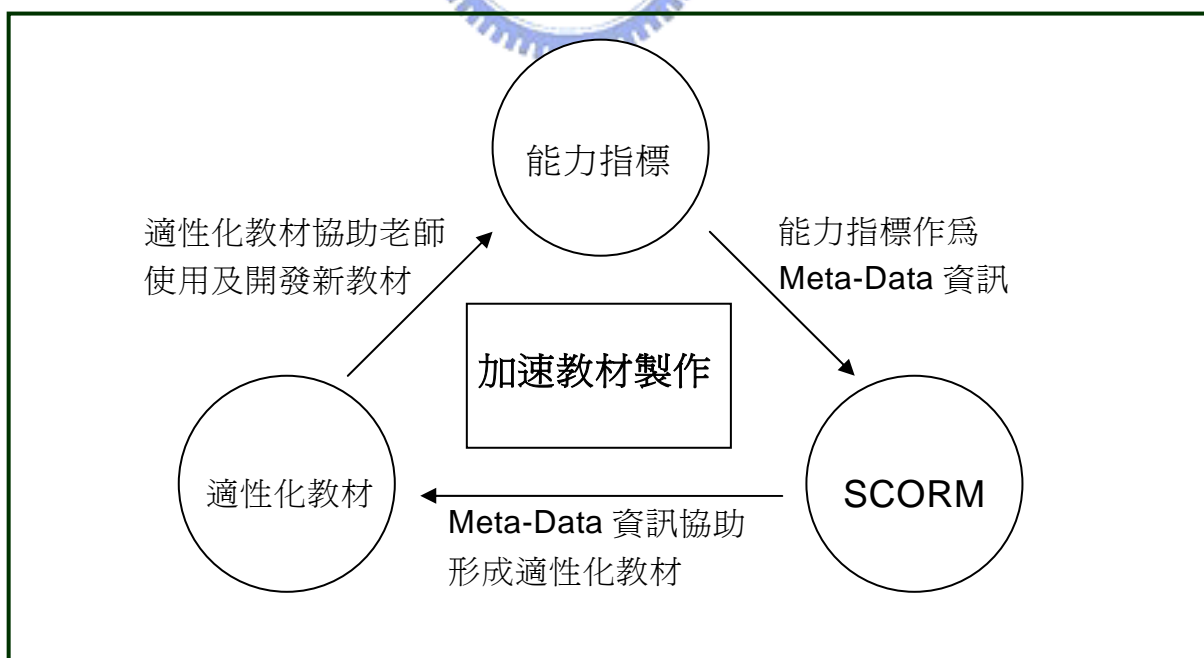 能力指標
適性化教材協助老師
使用及開發新教材
能力指標作爲
Meta-Data 資訊
加速教材製作
適性化教材
SCORM
Meta-Data 資訊協助
形成適性化教材